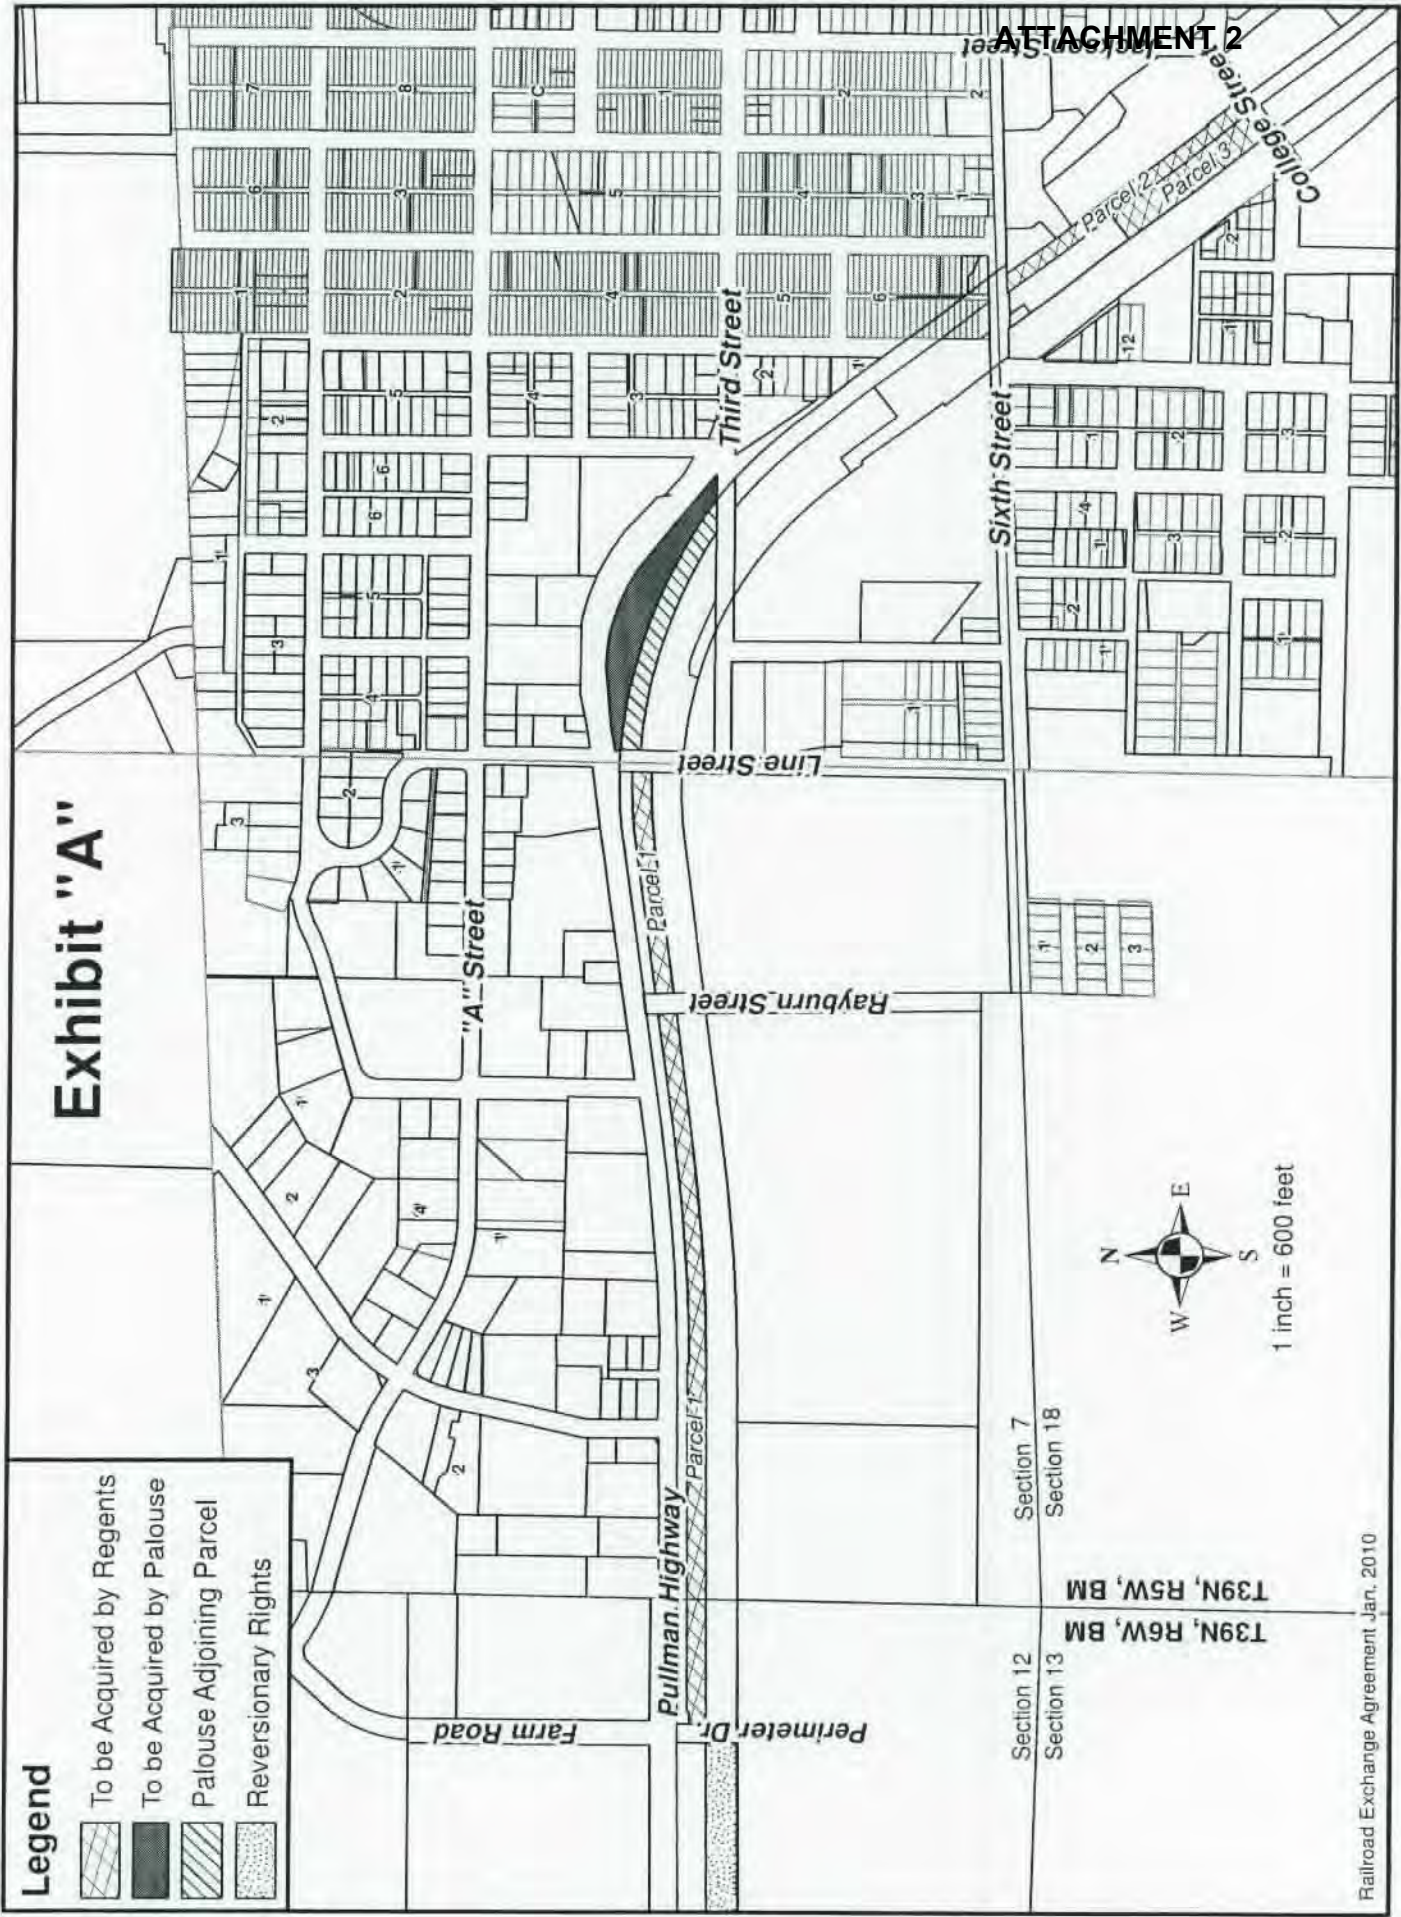 ATTACHMENT 2
Exhibit "A"
Legend
To be Acquired by Regents
To be Acquired by Palouse
Palouse Adjoining Parcel
Reversionary Rights
Farm Road
Perimeter Dr.
Pullman Highway
Parcel 1
"A" Street
Rayburn Street
Parcel 1
Line Street
Third Street
Sixth Street
Jackson Street
College Street
Parcel 2
Parcel 3
Section 12
Section 13
Section 7
Section 18
T39N, R5W, BM
T39N, R6W, BM
N
W
E
S
1 inch = 600 feet
Railroad Exchange Agreement Jan. 2010